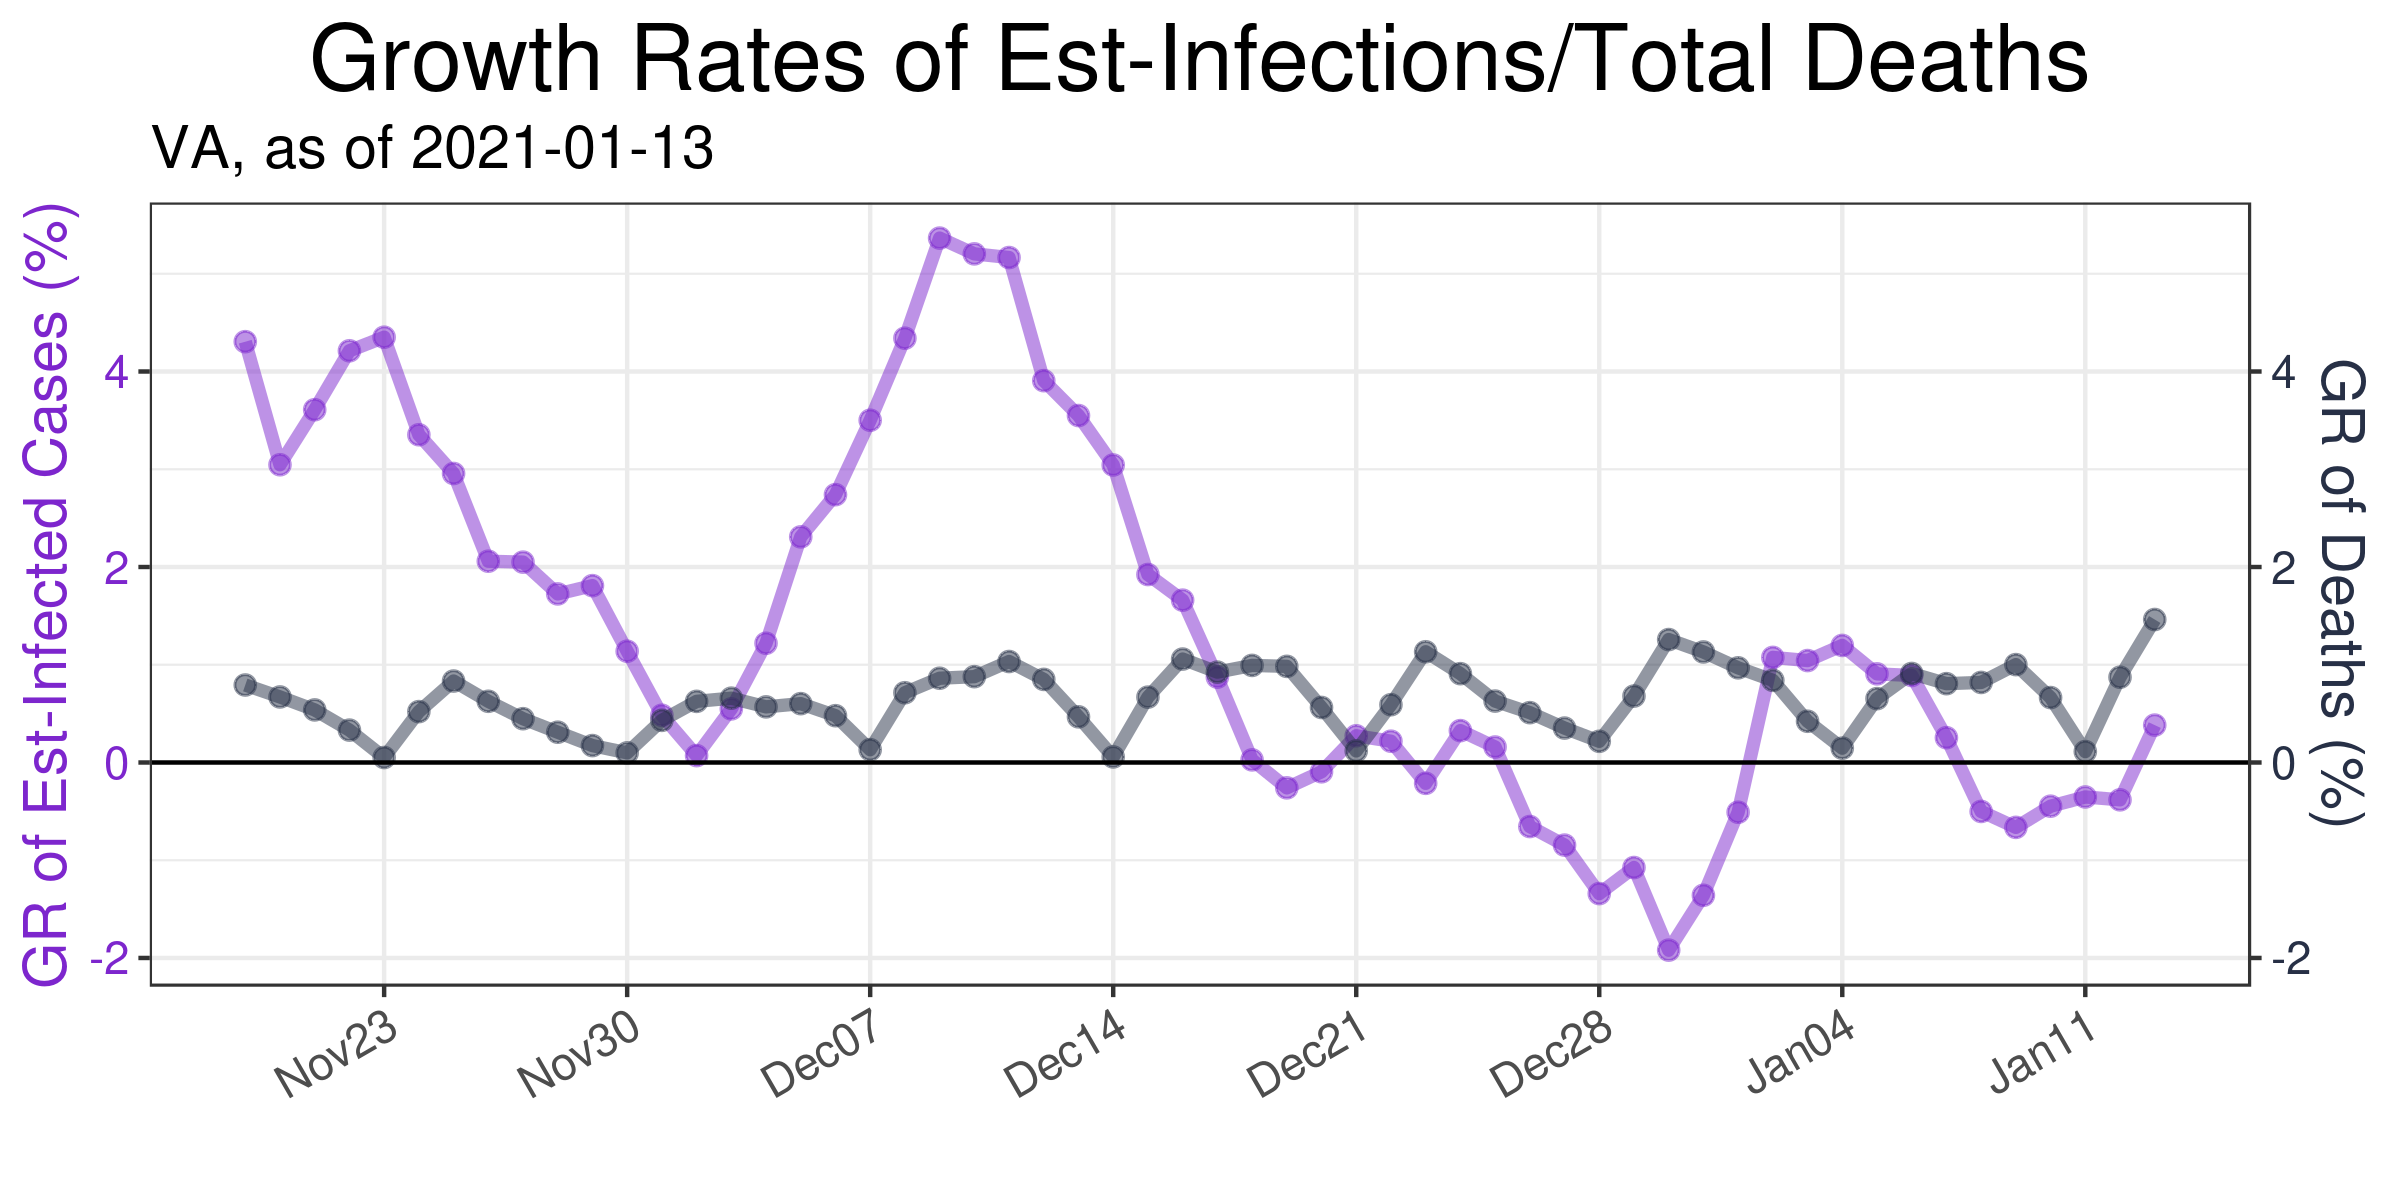 Growth Rates of Est-Infections/Total Deaths
VA, as of 2021-01-13
GR of Est-Infected Cases (%)
4
2
0
-2
4
2
0
-2
GR of Deaths (%)
Nov23
Nov30
Dec07
Dec14
Dec21
Dec28
Jan04
Jan11